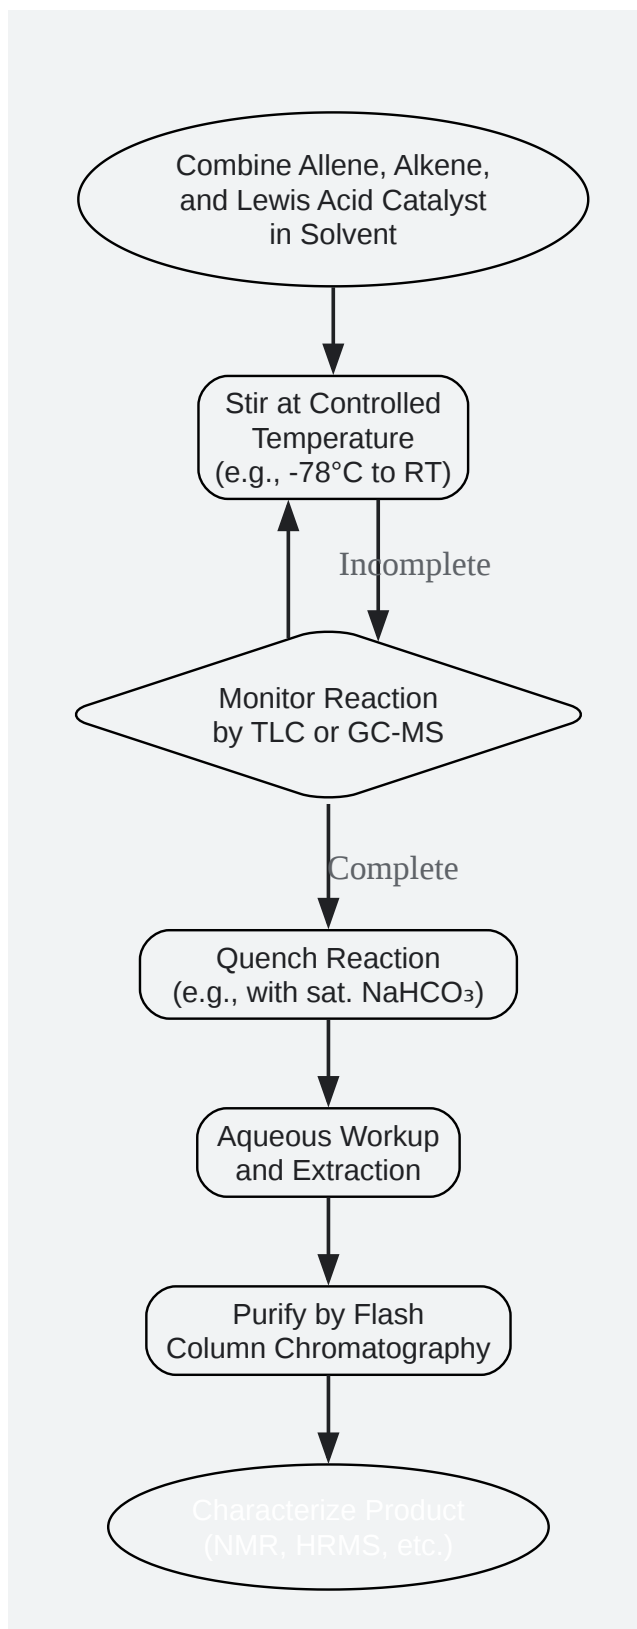 Combine Allene, Alkene,
and Lewis Acid Catalyst
in Solvent
Stir at Controlled
Temperature
(e.g., -78°C to RT)
Incomplete
Monitor Reaction
by TLC or GC-MS
Complete
Quench Reaction
(e.g., with sat. NaHCO₃)
Aqueous Workup
and Extraction
Purify by Flash
Column Chromatography
Characterize Product
(NMR, HRMS, etc.)